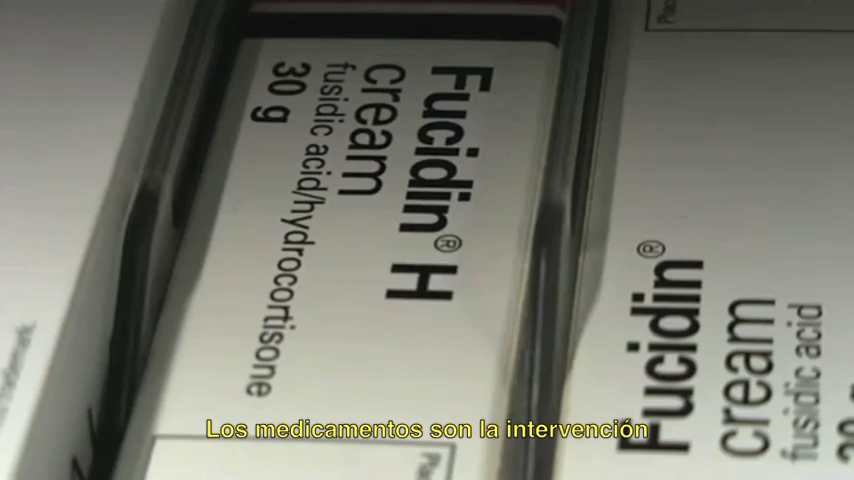 Fucidin® H
cream
fusidic acid/hydrocortisone
30 g
Fucidin®
cream
fusidic acid
Los medicamentos son la intervención